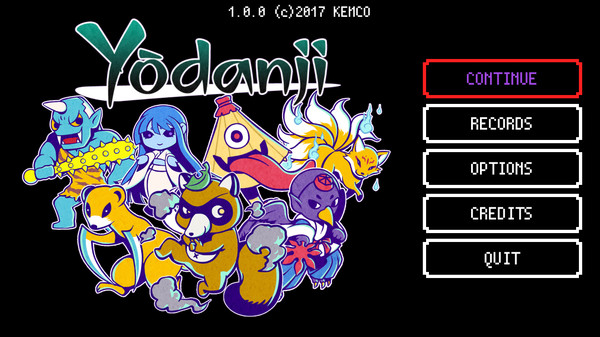 1.0.0 (c)2017 KEMCO
Yōdanji
CONTINUE
RECORDS
OPTIONS
CREDITS
QUIT